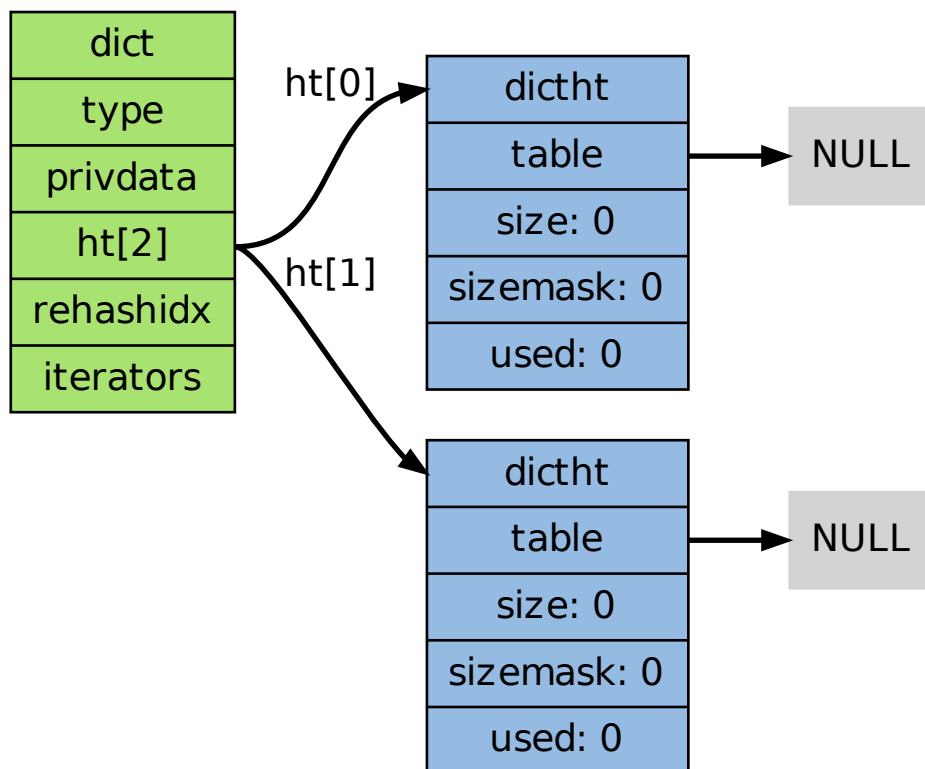 dict
type
privdata
ht[2]
rehashidx
iterators
ht[0]
ht[1]
dictht
table
size: 0
sizemask: 0
used: 0
NULL
dictht
table
size: 0
sizemask: 0
used: 0
NULL